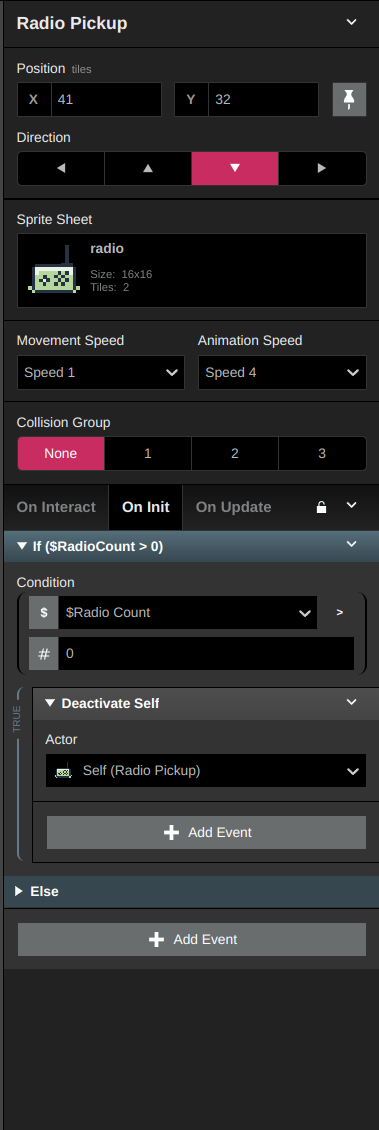 Radio Pickup
Position tiles
X 41 Y 32
Direction
Sprite Sheet
radio
Size: 16x16
Tiles: 2
Movement Speed Animation Speed
Speed 1 Speed 4
Collision Group
None 1 2 3
On Interact On Init On Update
If ($RadioCount > 0)
Condition
$ $Radio Count >
# 0
TRUE
Deactivate Self
Actor
Self (Radio Pickup)
Add Event
Else
Add Event